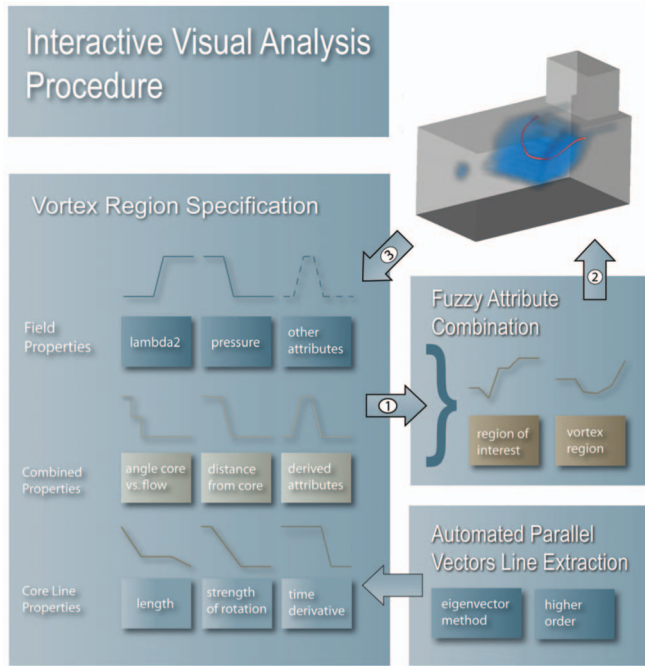 Interactive Visual Analysis
Procedure
Vortex Region Specification
Field
Properties
lambda2
pressure
other
attributes
Combined
Properties
angle core
vs. flow
distance
from core
derived
attributes
Core Line
Properties
length
strength
of rotation
time
derivative
3
1
2
Fuzzy Attribute
Combination
}
region of
interest
vortex
region
Automated Parallel
Vectors Line Extraction
eigenvector
method
higher
order